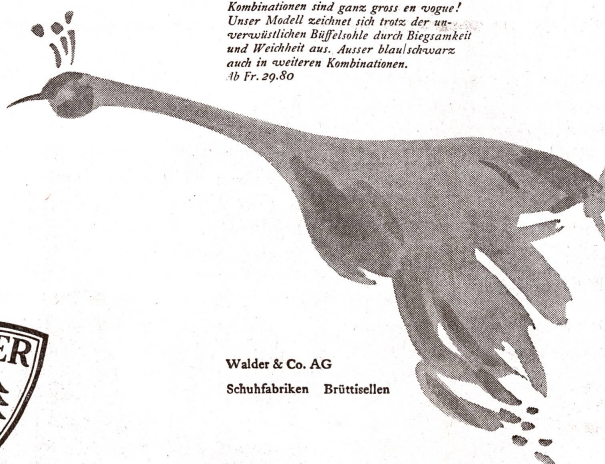 Kombinationen sind ganz gross en vogue!
Unser Modell zeichnet sich trotz der un-
verwüstlichen Büffelsohle durch Biegsamkeit
und Weichheit aus. Ausser blau/schwarz
auch in weiteren Kombinationen.
Ab Fr. 29.80
ER
Walder & Co. AG
Schuhfabriken Brüttisellen